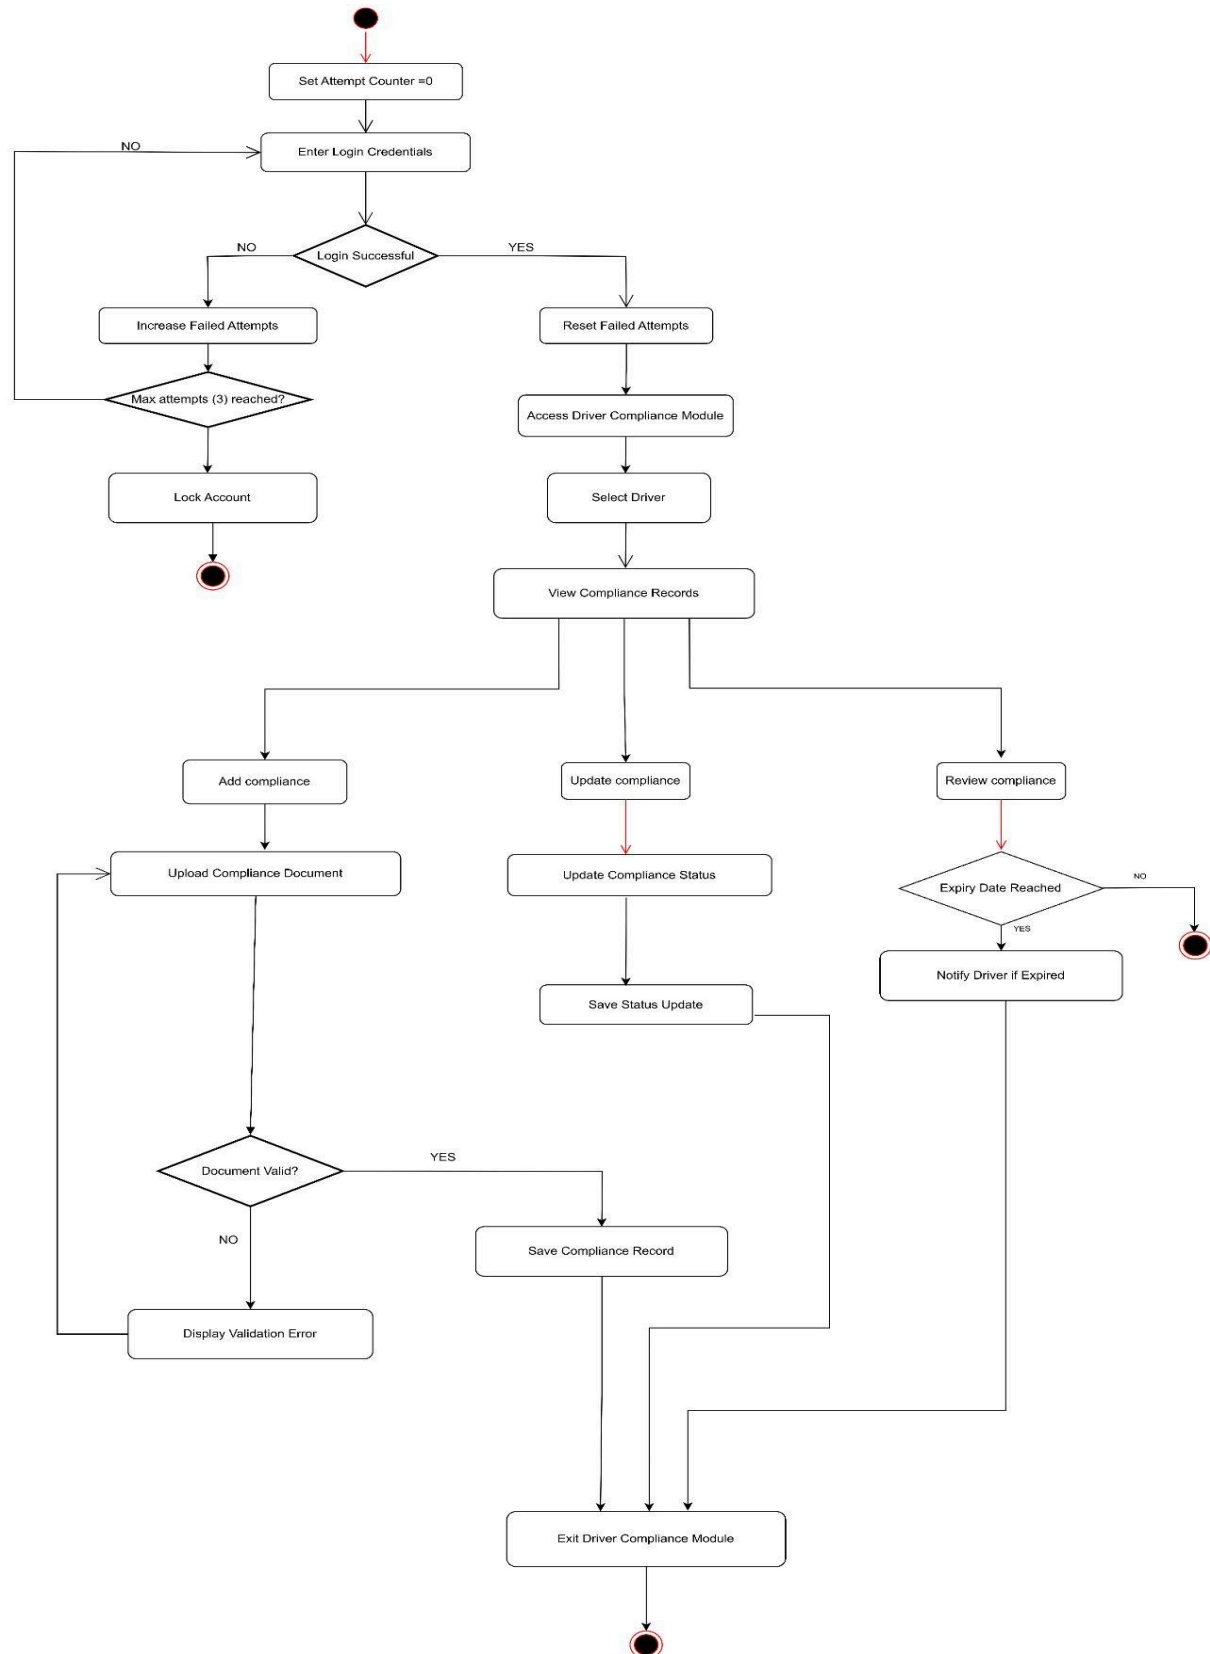 Set Attempt Counter =0
NO
Enter Login Credentials
NO
Login Successful
YES
Increase Failed Attempts
Reset Failed Attempts
Max attempts (3) reached?
Access Driver Compliance Module
Lock Account
Select Driver
View Compliance Records
Add compliance
Update compliance
Review compliance
Upload Compliance Document
Update Compliance Status
Expiry Date Reached
NO
YES
Notify Driver if Expired
Save Status Update
Document Valid?
YES
NO
Save Compliance Record
Display Validation Error
Exit Driver Compliance Module